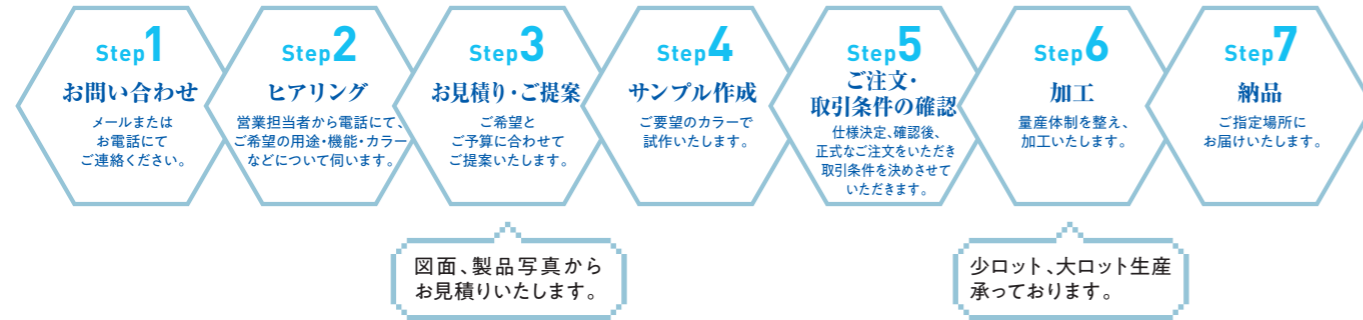 Step1
お問い合わせ
メールまたは
お電話にて
ご連絡ください。
Step2
ヒアリング
営業担当者から電話にて、
ご希望の用途・機能・カラー
などについて伺います。
Step3
お見積り・ご提案
ご希望と
ご予算に合わせて
ご提案いたします。
Step4
サンプル作成
ご要望のカラーで
試作いたします。
Step5
ご注文・
取引条件の確認
仕様決定、確認後、
正式なご注文をいただき
取引条件を決めさせて
いただきます。
Step6
加工
量産体制を整え、
加工いたします。
Step7
納品
ご指定場所に
お届けいたします。
図面、製品写真から
お見積りいたします。
少ロット、大ロット生産
承っております。